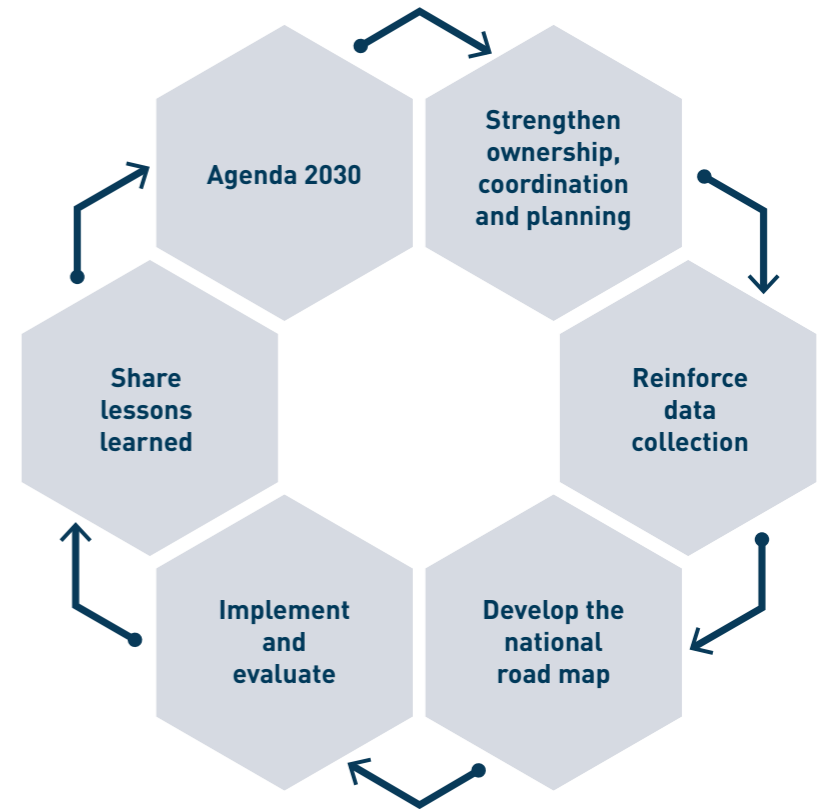 Agenda 2030
Strengthen
ownership,
coordination
and planning
Reinforce
data
collection
Develop the
national
road map
Implement
and
evaluate
Share
lessons
learned